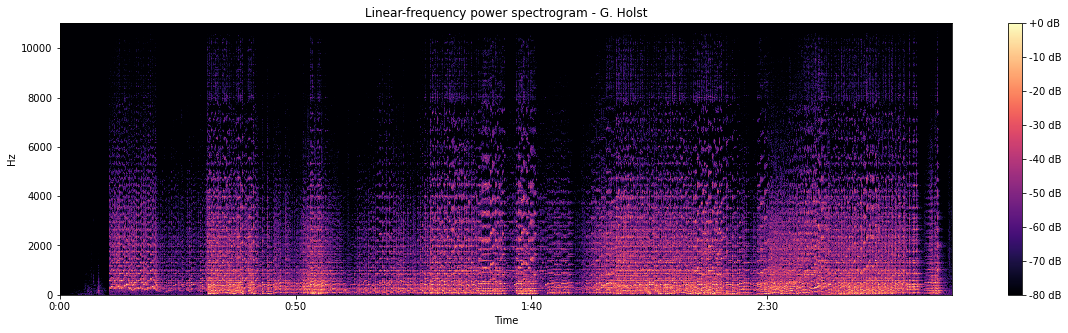 Linear-frequency power spectrogram - G. Holst
10000
8000
6000
4000
2000
0
Hz
0:00
0:50
1:40
2:30
Time
+0 dB
-10 dB
-20 dB
-30 dB
-40 dB
-50 dB
-60 dB
-70 dB
-80 dB